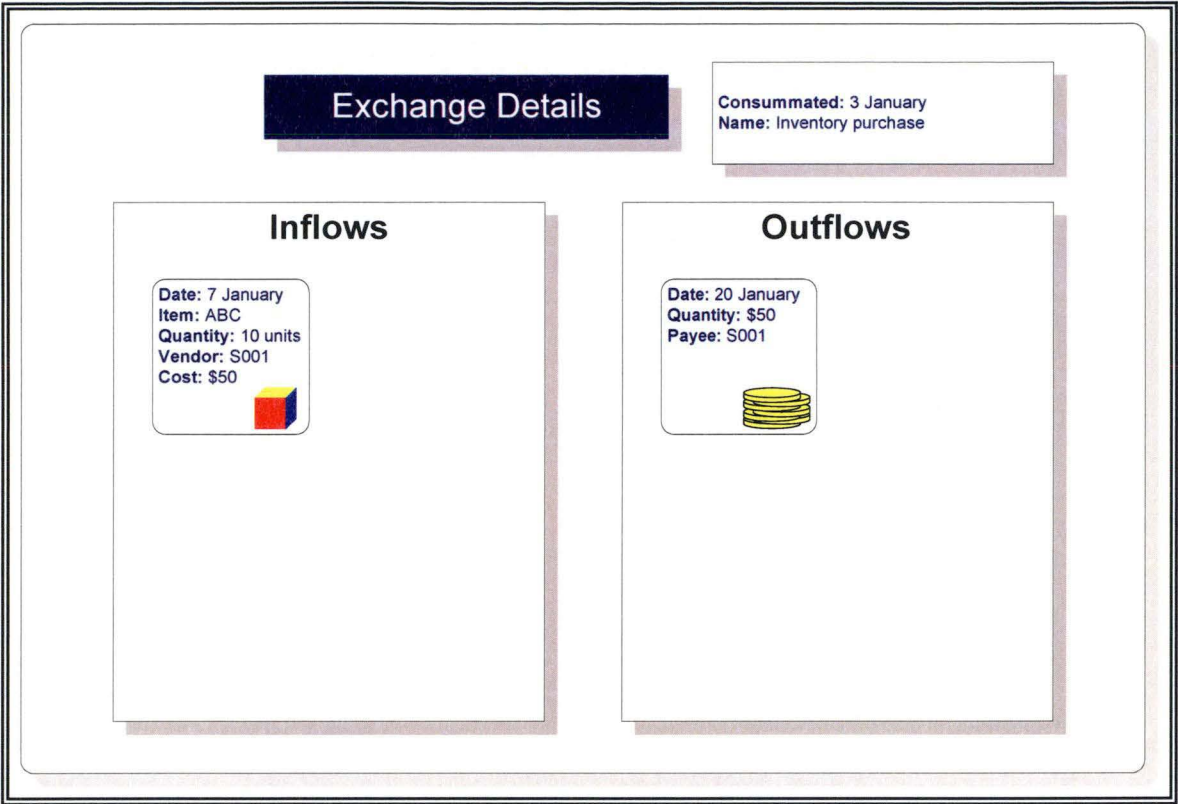 Exchange Details
Consummated: 3 January
Name: Inventory purchase
Inflows
Date: 7 January
Item: ABC
Quantity: 10 units
Vendor: S001
Cost: $50
Outflows
Date: 20 January
Quantity: $50
Payee: S001